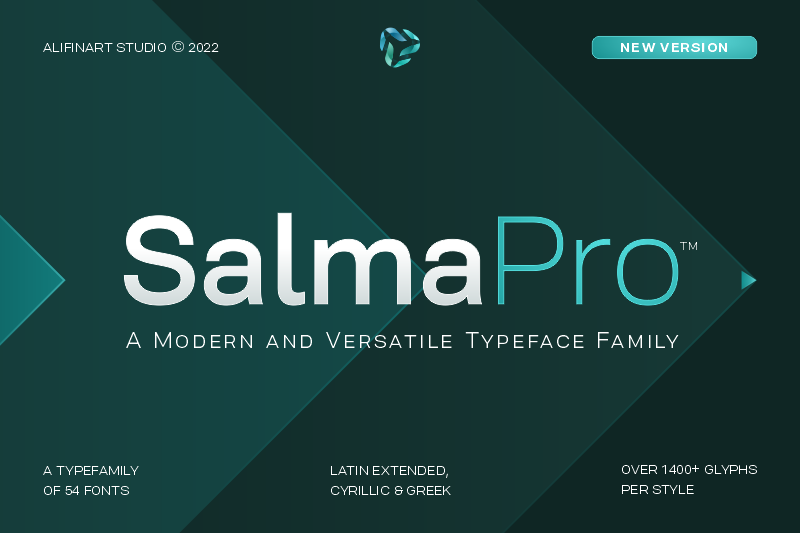 ALIFINART STUDIO © 2022
NEW VERSION
SalmaPro™
A Modern and Versatile Typeface Family
A TYPEFAMILY
OF 54 FONTS
LATIN EXTENDED,
CYRILLIC & GREEK
OVER 1400+ GLYPHS
PER STYLE